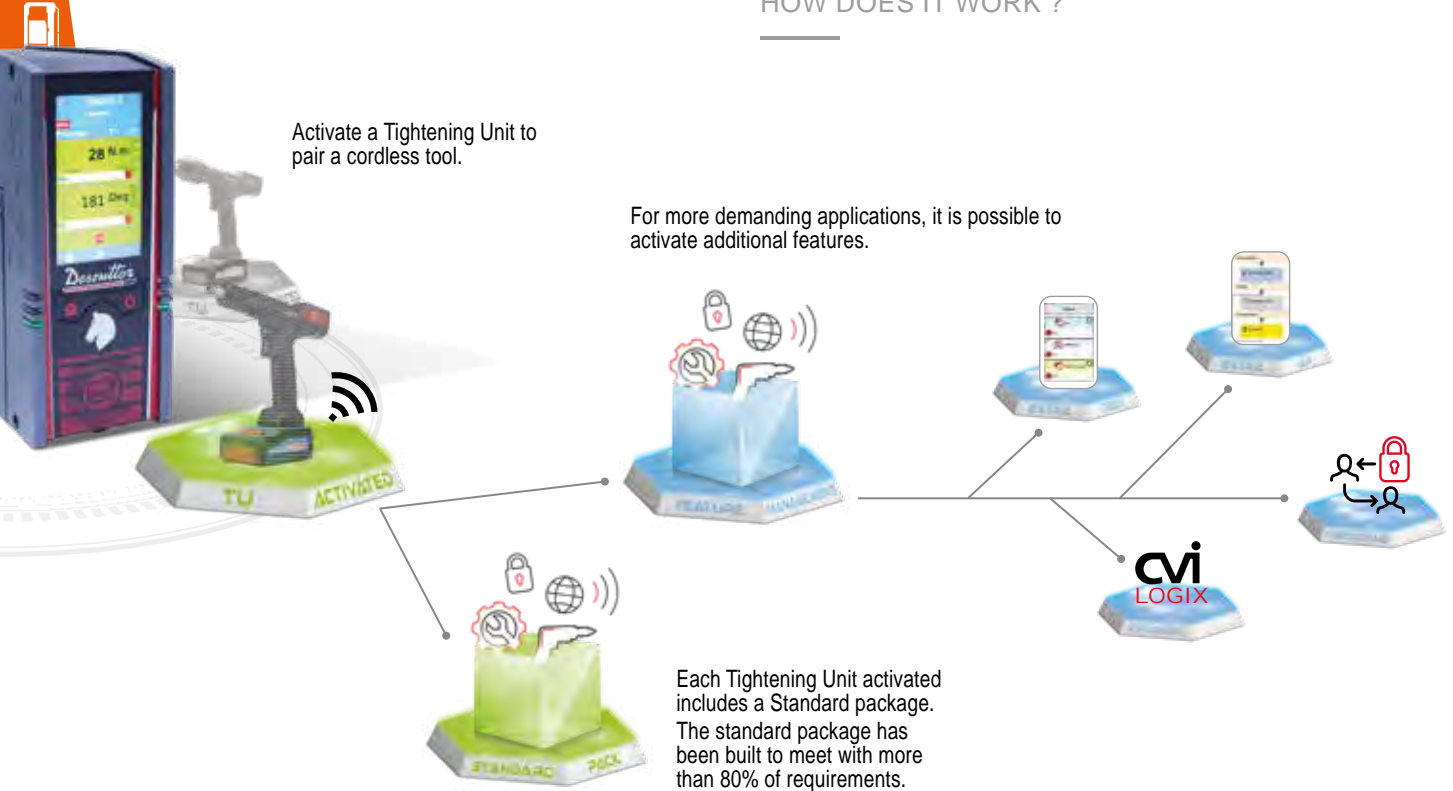 HOW DOES IT WORK ?
Activate a Tightening Unit to
pair a cordless tool.
28 N.m
181 Deg
Desoutter
TU
For more demanding applications, it is possible to
activate additional features.
TU ACTIVATED
FEATURE MANAGEMENT
cvi
LOGIX
STANDARD PACK
Each Tightening Unit activated
includes a Standard package.
The standard package has
been built to meet with more
than 80% of requirements.